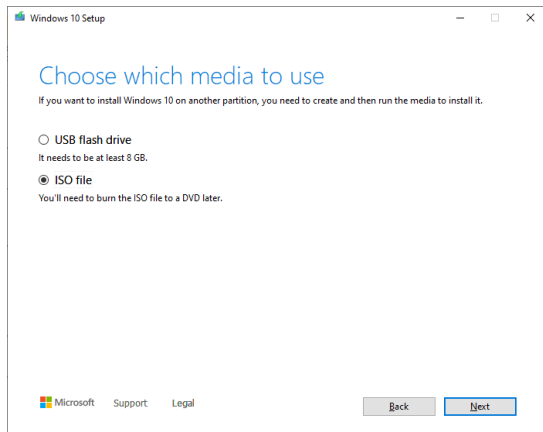 Windows 10 Setup
Choose which media to use
If you want to install Windows 10 on another partition, you need to create and then run the media to install it.
USB flash drive
It needs to be at least 8 GB.
ISO file
You'll need to burn the ISO file to a DVD later.
Microsoft Support Legal Back Next